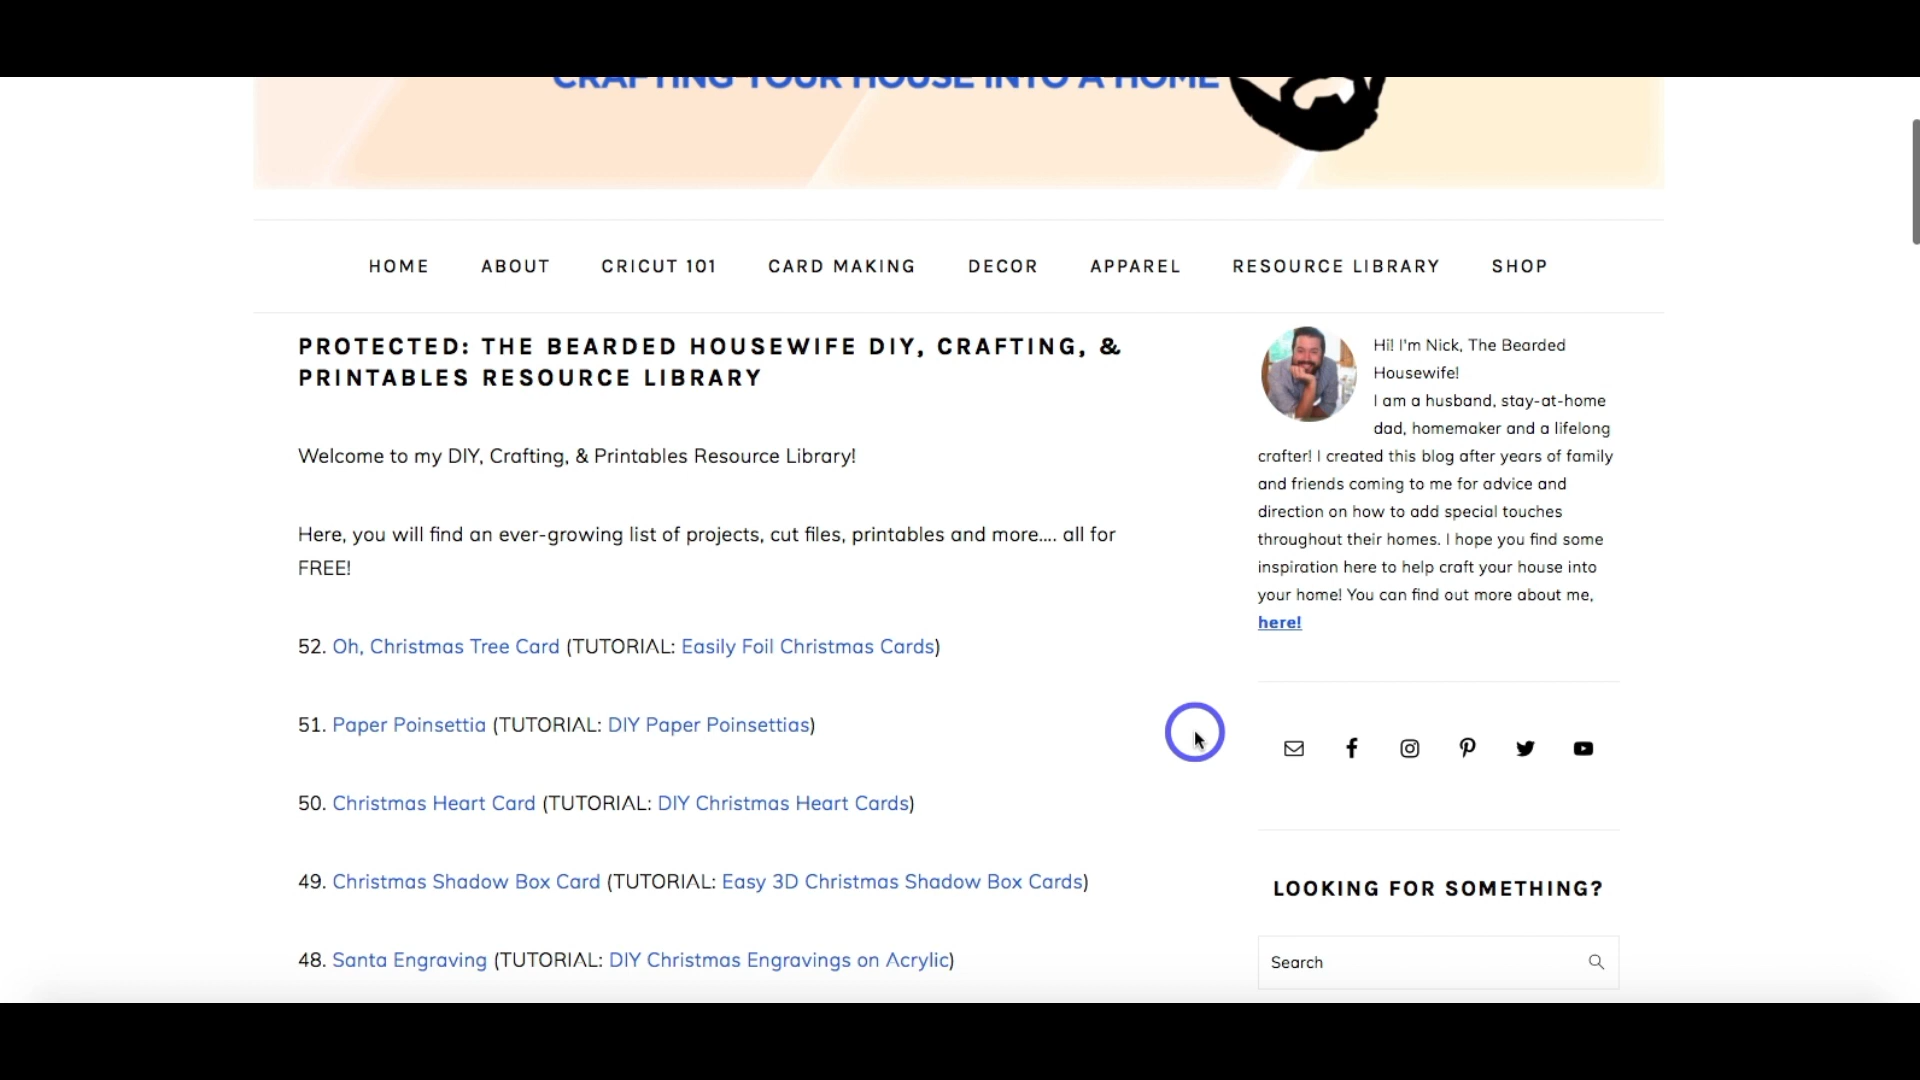 CRAFTING YOUR HOUSE INTO A HOME
HOME ABOUT CRICUT 101 CARD MAKING DECOR APPAREL RESOURCE LIBRARY SHOP
PROTECTED: THE BEARDED HOUSEWIFE DIY, CRAFTING, &
PRINTABLES RESOURCE LIBRARY
Welcome to my DIY, Crafting, & Printables Resource Library!
Here, you will find an ever-growing list of projects, cut files, printables and more.... all for
FREE!
52. Oh, Christmas Tree Card (TUTORIAL: Easily Foil Christmas Cards)
51. Paper Poinsettia (TUTORIAL: DIY Paper Poinsettias)
50. Christmas Heart Card (TUTORIAL: DIY Christmas Heart Cards)
49. Christmas Shadow Box Card (TUTORIAL: Easy 3D Christmas Shadow Box Cards)
48. Santa Engraving (TUTORIAL: DIY Christmas Engravings on Acrylic)
Hi! I'm Nick, The Bearded
Housewife!
I am a husband, stay-at-home
dad, homemaker and a lifelong
crafter! I created this blog after years of family
and friends coming to me for advice and
direction on how to add special touches
throughout their homes. I hope you find some
inspiration here to help craft your house into
your home! You can find out more about me,
here!
LOOKING FOR SOMETHING?
Search